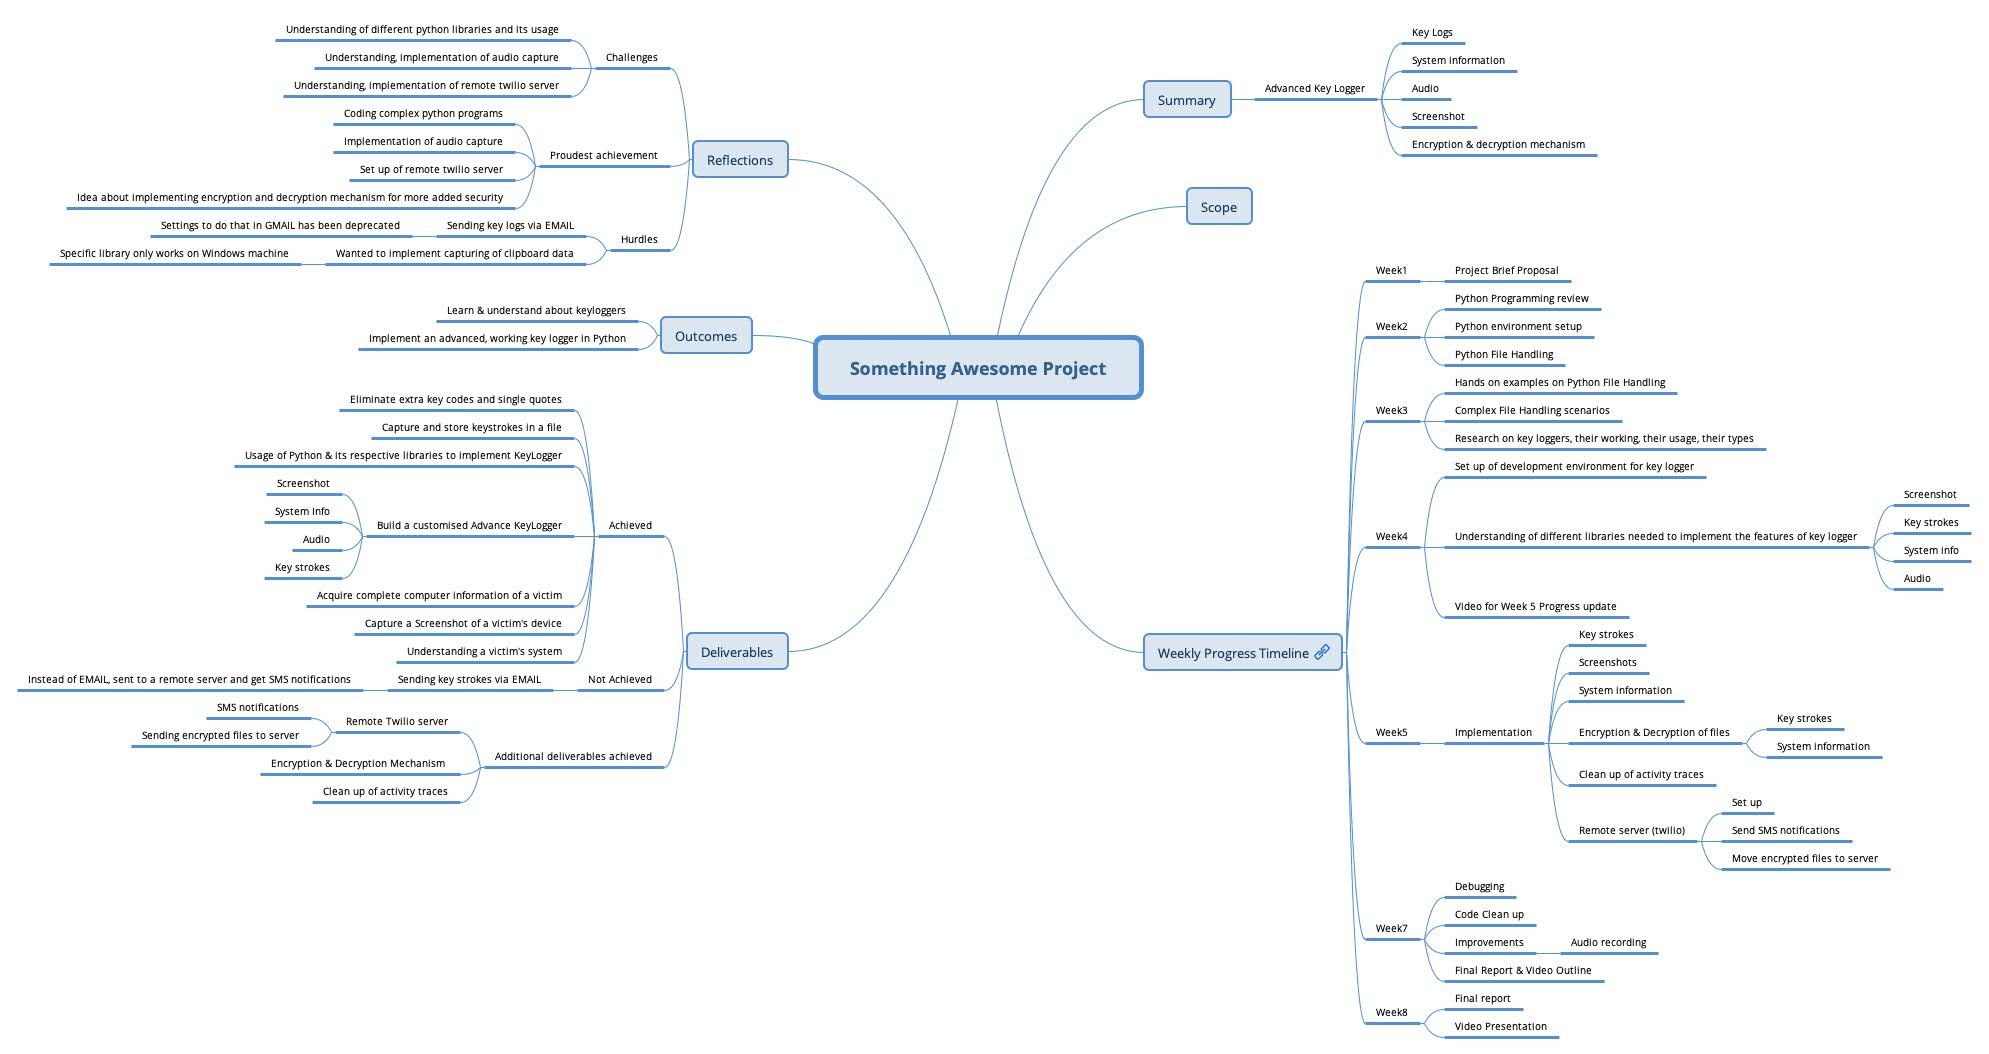 Something Awesome Project
Summary
Advanced Key Logger
Key Logs
System information
Audio
Screenshot
Encryption & decryption mechanism
Scope
Weekly Progress Timeline
Week1
Project Brief Proposal
Week2
Python Programming review
Python environment setup
Python File Handling
Week3
Hands on examples on Python File Handling
Complex File Handling scenarios
Research on key loggers, their working, their usage, their types
Week4
Set up of development environment for key logger
Understanding of different libraries needed to implement the features of key logger
Screenshot
Key strokes
System info
Audio
Video for Week 5 Progress update
Week5
Implementation
Key strokes
Screenshots
System information
Encryption & Decryption of files
Key strokes
System information
Clean up of activity traces
Remote server (twilio)
Set up
Send SMS notifications
Move encrypted files to server
Week7
Debugging
Code Clean up
Improvements
Audio recording
Final Report & Video Outline
Week8
Final report
Video Presentation
Reflections
Challenges
Understanding of different python libraries and its usage
Understanding, implementation of audio capture
Understanding, implementation of remote twilio server
Proudest achievement
Coding complex python programs
Implementation of audio capture
Set up of remote twilio server
Idea about implementing encryption and decryption mechanism for more added security
Hurdles
Sending key logs via EMAIL
Settings to do that in GMAIL has been deprecated
Wanted to implement capturing of clipboard data
Specific library only works on Windows machine
Outcomes
Learn & understand about keyloggers
Implement an advanced, working key logger in Python
Deliverables
Achieved
Eliminate extra key codes and single quotes
Capture and store keystrokes in a file
Usage of Python & its respective libraries to implement KeyLogger
Build a customised Advance KeyLogger
Screenshot
System Info
Audio
Key strokes
Acquire complete computer information of a victim
Capture a Screenshot of a victim's device
Understanding a victim's system
Not Achieved
Sending key strokes via EMAIL
Instead of EMAIL, sent to a remote server and get SMS notifications
Additional deliverables achieved
Remote Twilio server
SMS notifications
Sending encrypted files to server
Encryption & Decryption Mechanism
Clean up of activity traces